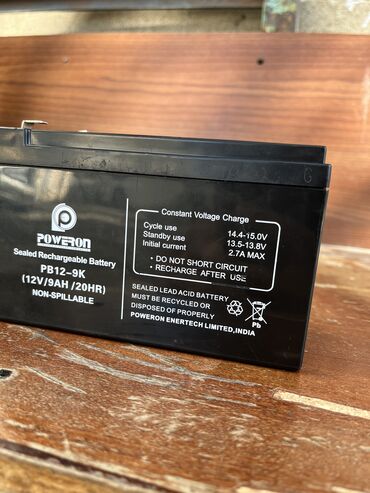 POWERON
Sealed Rechargeable Battery
PB12-9K
(12V/9AH /20HR)
NON-SPILLABLE
Constant Voltage Charge
Cycle use 14.4-15.0V
Standby use 13.5-13.8V
Initial current 2.7A MAX
• DO NOT SHORT CIRCUIT
• RECHARGE AFTER USE
SEALED LEAD ACID BATTERY
MUST BE RECYCLED OR
DISPOSED OF PROPERLY
POWERON ENERTECH LIMITED,INDIA
Pb